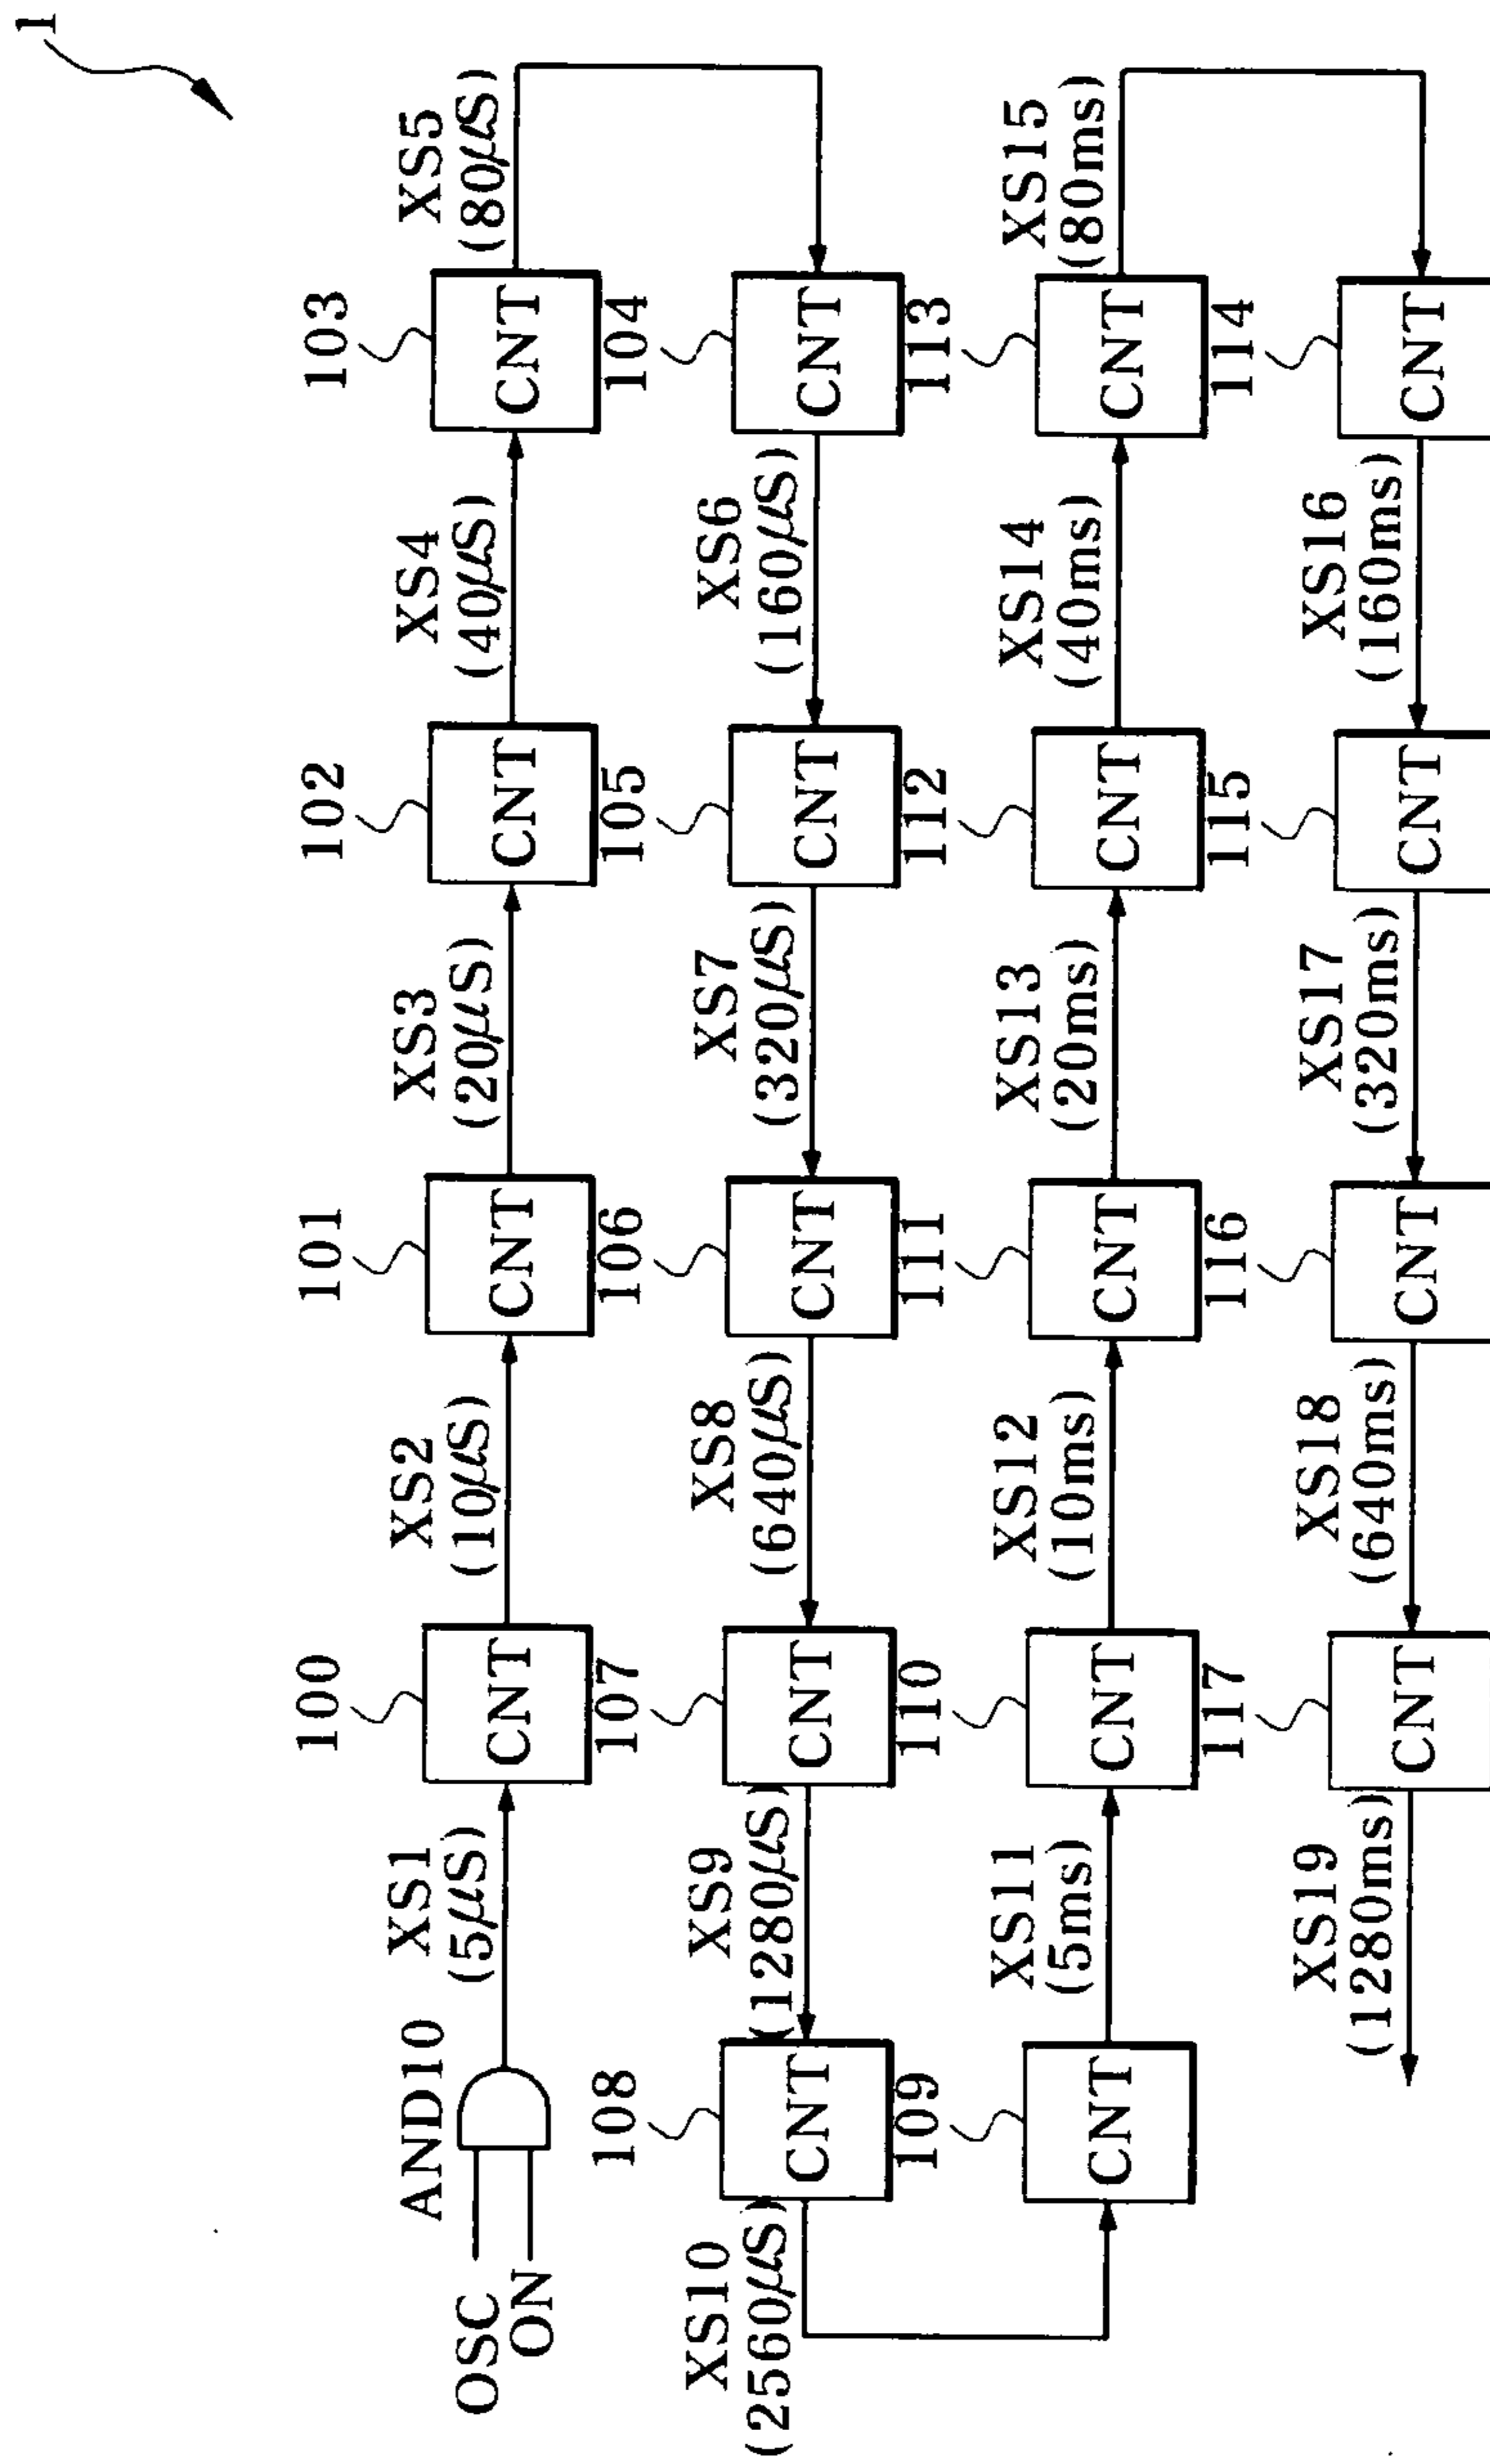 1
AND10
OSC
ON
XS1
(5μS)
100
CNT
XS2
(10μS)
101
CNT
XS3
(20μS)
102
CNT
XS4
(40μS)
103
CNT
XS5
(80μS)
104
CNT
XS6
(160μS)
105
CNT
XS7
(320μS)
106
CNT
XS8
(640μS)
107
CNT
XS9
(1280μS)
108
CNT
XS10
(2560μS)
109
CNT
XS11
(5ms)
110
CNT
XS12
(10ms)
111
CNT
XS13
(20ms)
112
CNT
XS14
(40ms)
113
CNT
XS15
(80ms)
114
CNT
XS16
(160ms)
115
CNT
XS17
(320ms)
116
CNT
XS18
(640ms)
117
CNT
XS19
(1280ms)